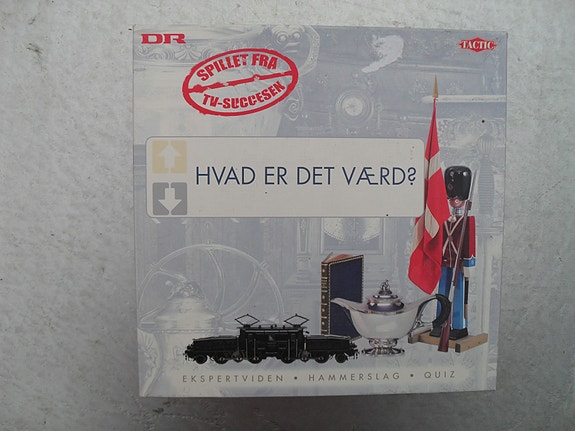 DR
TACTIC
SPILLET FRA
TV-SUCCESEN
HVAD ER DET VÆRD?
EKSPERTVIDEN • HAMMERSLAG • QUIZ